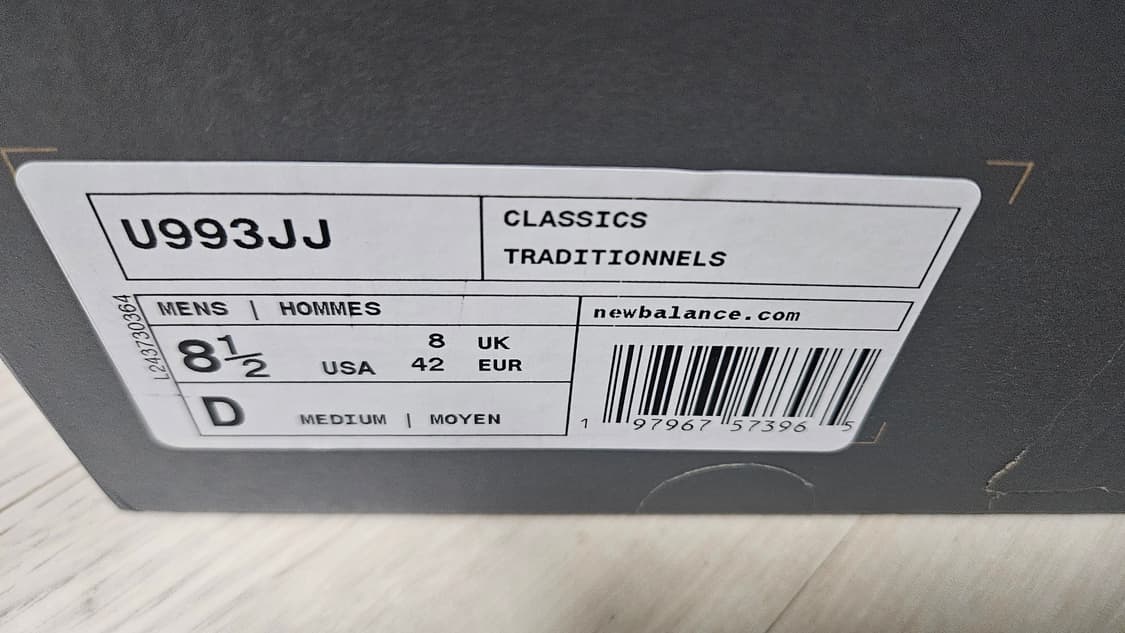 U993JJ
CLASSICS
TRADITIONNELS
MENS | HOMMES
newbalance.com
8½ USA
8 UK
42 EUR
D MEDIUM | MOYEN
L243730364
1 97967 57396 5